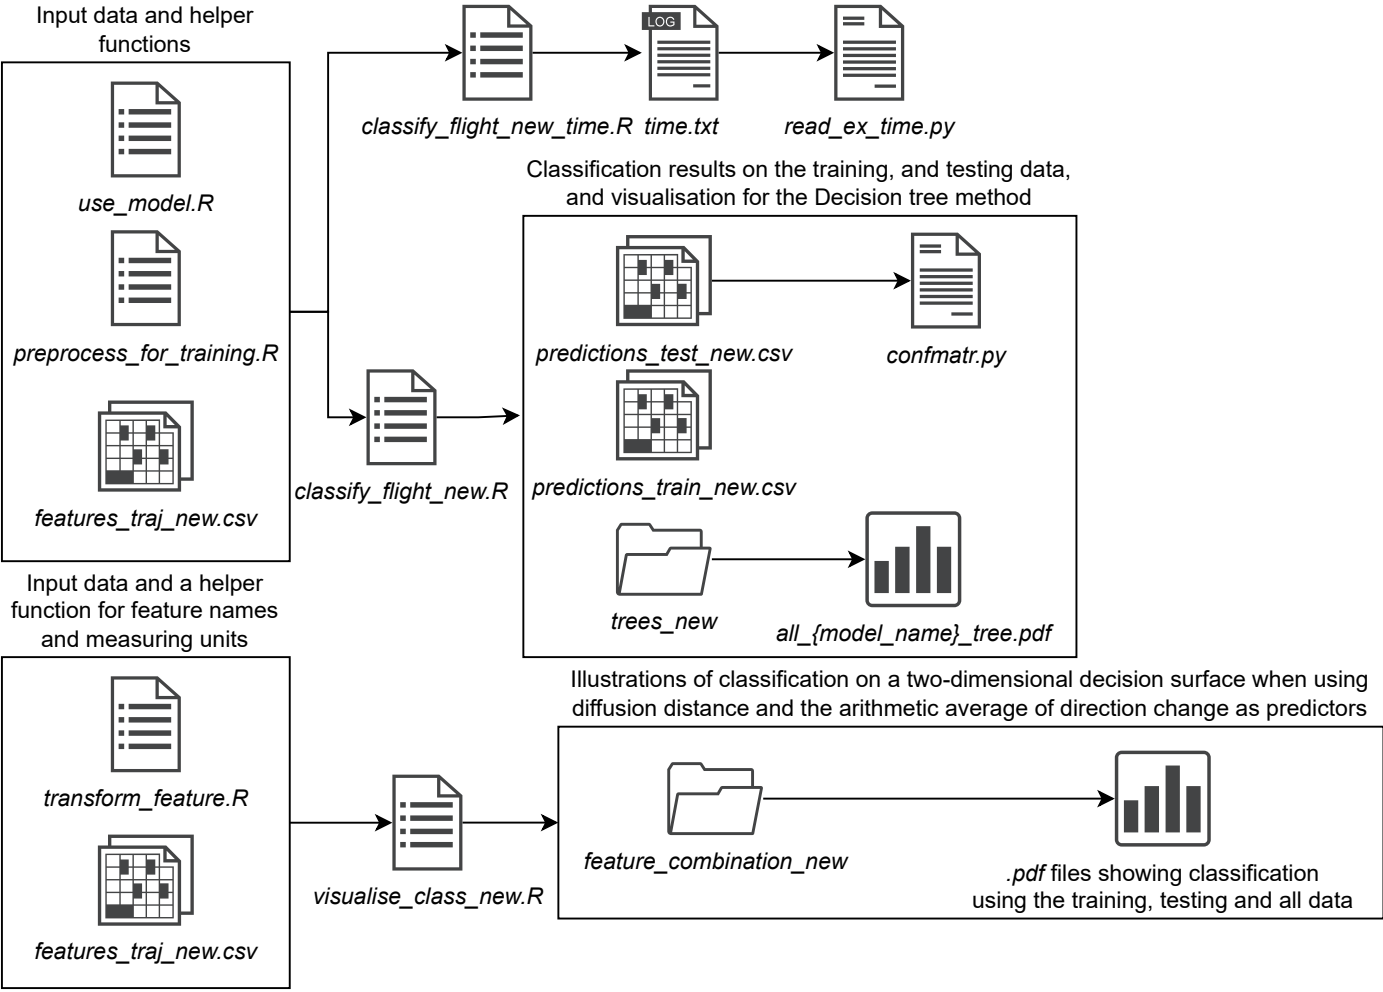 Input data and helper
functions
use_model.R
preprocess_for_training.R
features_traj_new.csv
LOG
classify_flight_new_time.R
time.txt
read_ex_time.py
classify_flight_new.R
Classification results on the training, and testing data,
and visualisation for the Decision tree method
predictions_test_new.csv
confmatr.py
predictions_train_new.csv
trees_new
all_{model_name}_tree.pdf
Input data and a helper
function for feature names
and measuring units
transform_feature.R
features_traj_new.csv
visualise_class_new.R
Illustrations of classification on a two-dimensional decision surface when using
diffusion distance and the arithmetic average of direction change as predictors
feature_combination_new
.pdf files showing classification
using the training, testing and all data